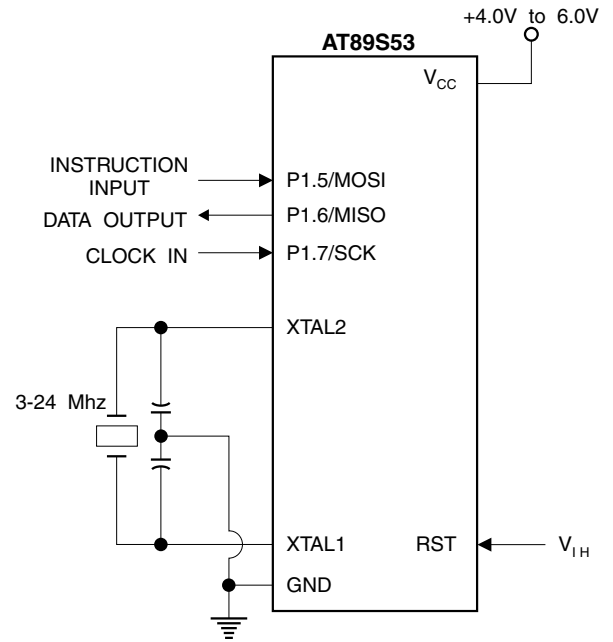 +4.0V to 6.0V
AT89S53
VCC
INSTRUCTION
INPUT
P1.5/MOSI
DATA OUTPUT
P1.6/MISO
CLOCK IN
P1.7/SCK
XTAL2
3-24 Mhz
XTAL1
RST
VIH
GND